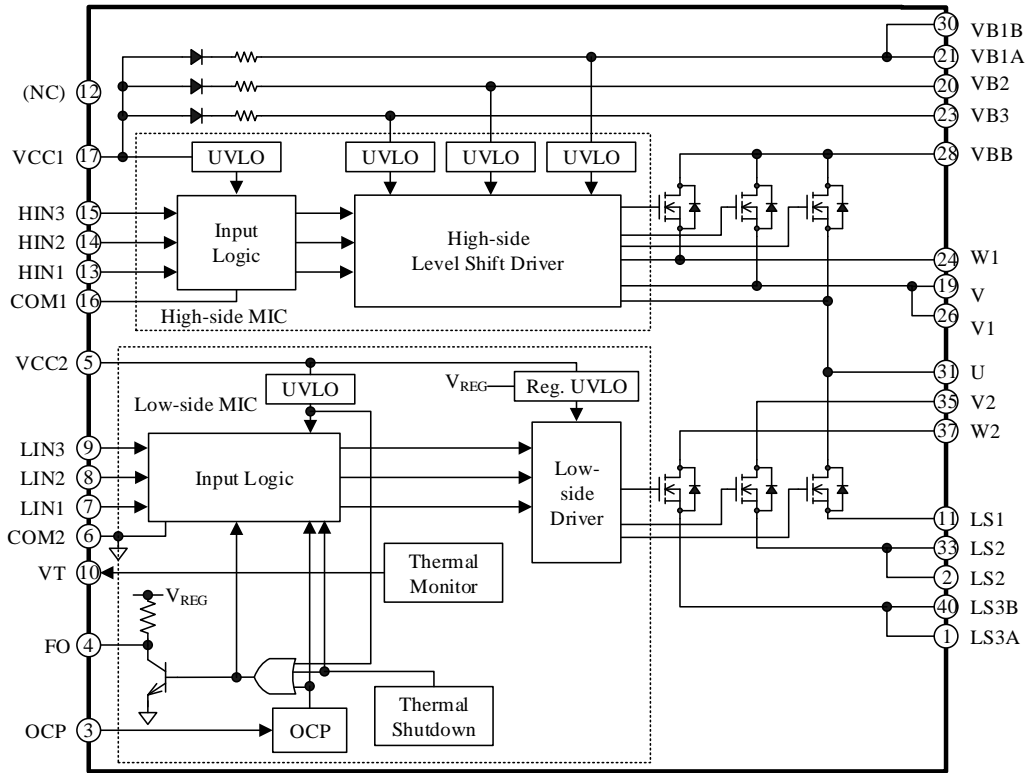 30 VB1B
21 VB1A
(NC) 12
20 VB2
23 VB3
VCC1 17
UVLO
UVLO
UVLO
UVLO
28 VBB
HIN3 15
HIN2 14
HIN1 13
COM1 16
Input
Logic
High-side
Level Shift Driver
High-side MIC
24 W1
19 V
26 V1
VCC2 5
UVLO
VREG
Reg. UVLO
Low-side MIC
31 U
35 V2
37 W2
LIN3 9
LIN2 8
LIN1 7
COM2 6
Input Logic
Low-
side
Driver
11 LS1
33 LS2
2 LS2
40 LS3B
1 LS3A
VT 10
Thermal
Monitor
VREG
FO 4
Thermal
Shutdown
OCP 3
OCP